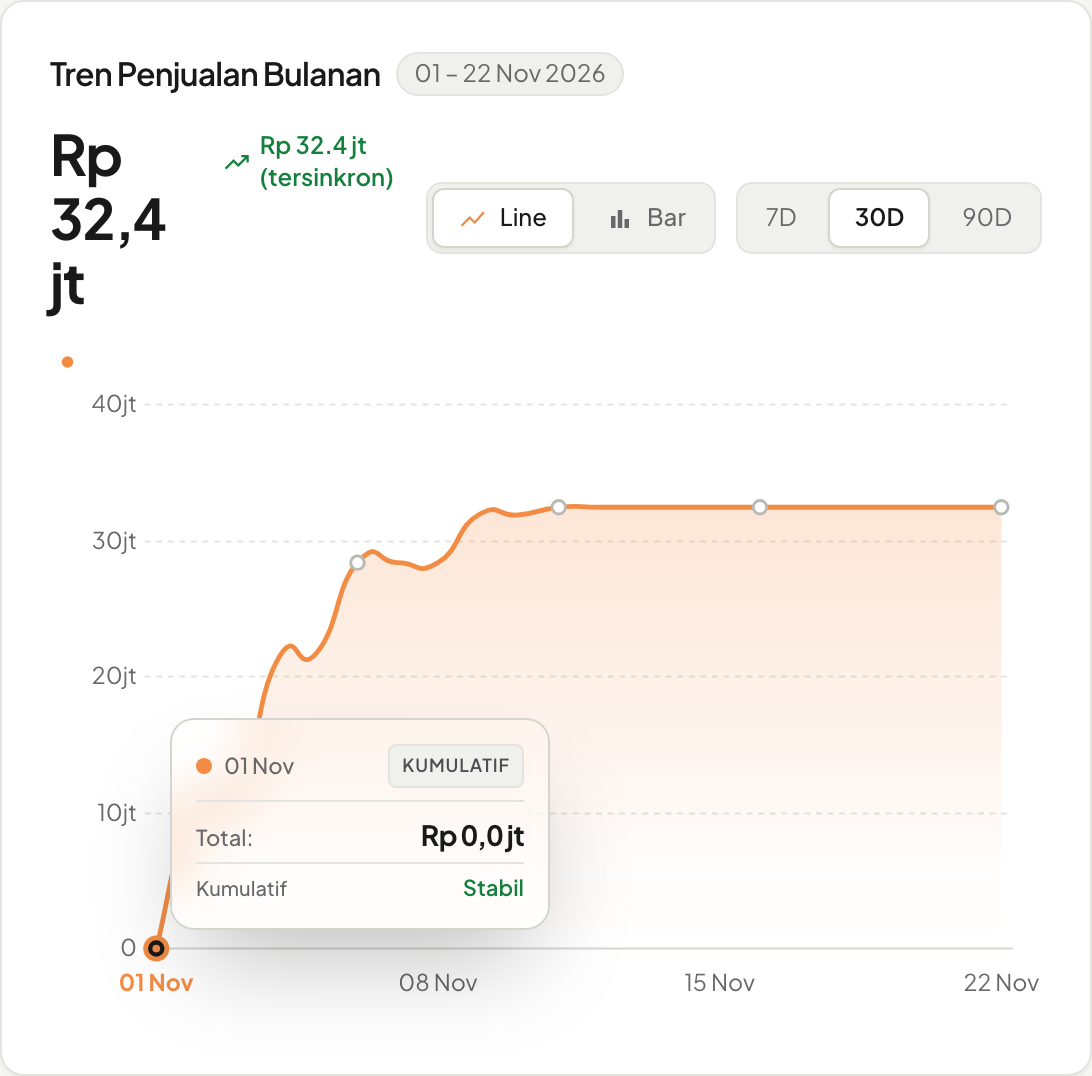 Tren Penjualan Bulanan 01 – 22 Nov 2026
Rp
32,4
jt
Rp 32.4 jt
(tersinkron)
Line Bar 7D 30D 90D
40jt
30jt
20jt
10jt
0
01 Nov KUMULATIF
Total: Rp 0,0 jt
Kumulatif Stabil
01 Nov 08 Nov 15 Nov 22 Nov